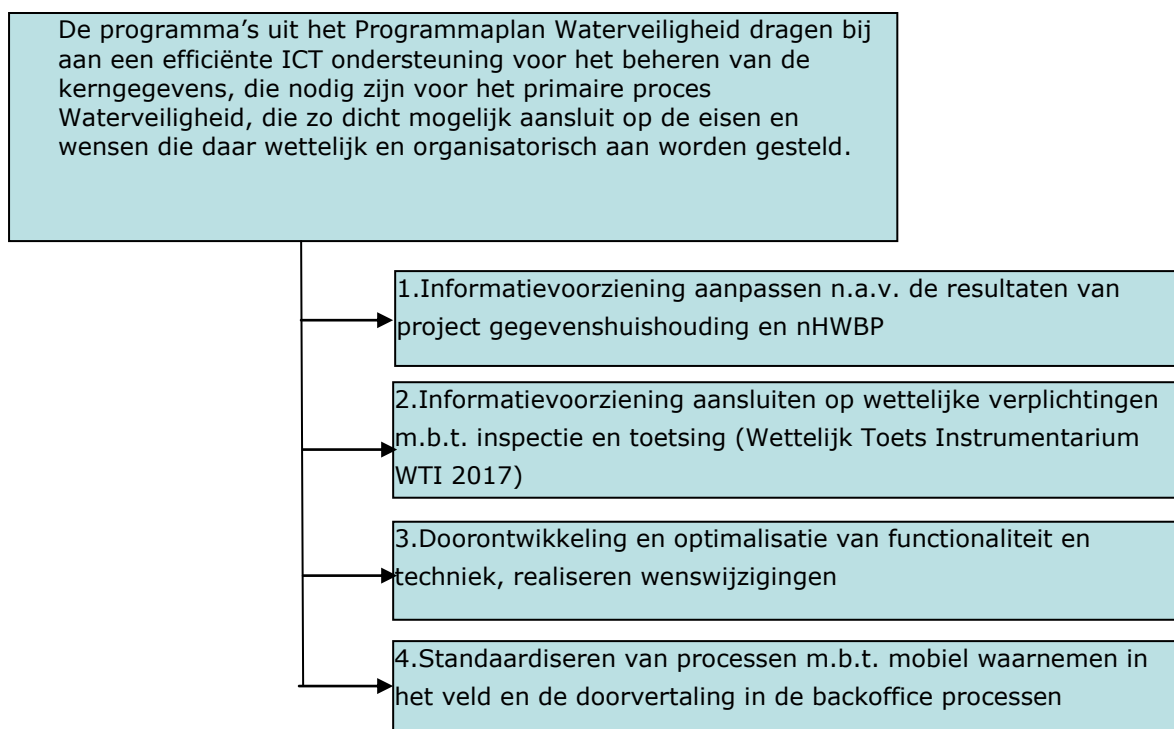 De programma’s uit het Programmaplan Waterveiligheid dragen bij
aan een efficiënte ICT ondersteuning voor het beheren van de
kerngegevens, die nodig zijn voor het primaire proces
Waterveiligheid, die zo dicht mogelijk aansluit op de eisen en
wensen die daar wettelijk en organisatorisch aan worden gesteld.
1.Informatievoorziening aanpassen n.a.v. de resultaten van
project gegevenshuishouding en nHWBP
2.Informatievoorziening aansluiten op wettelijke verplichtingen
m.b.t. inspectie en toetsing (Wettelijk Toets Instrumentarium
WTI 2017)
3.Doorontwikkeling en optimalisatie van functionaliteit en
techniek, realiseren wenswijzigingen
4.Standaardiseren van processen m.b.t. mobiel waarnemen in
het veld en de doorvertaling in de backoffice processen